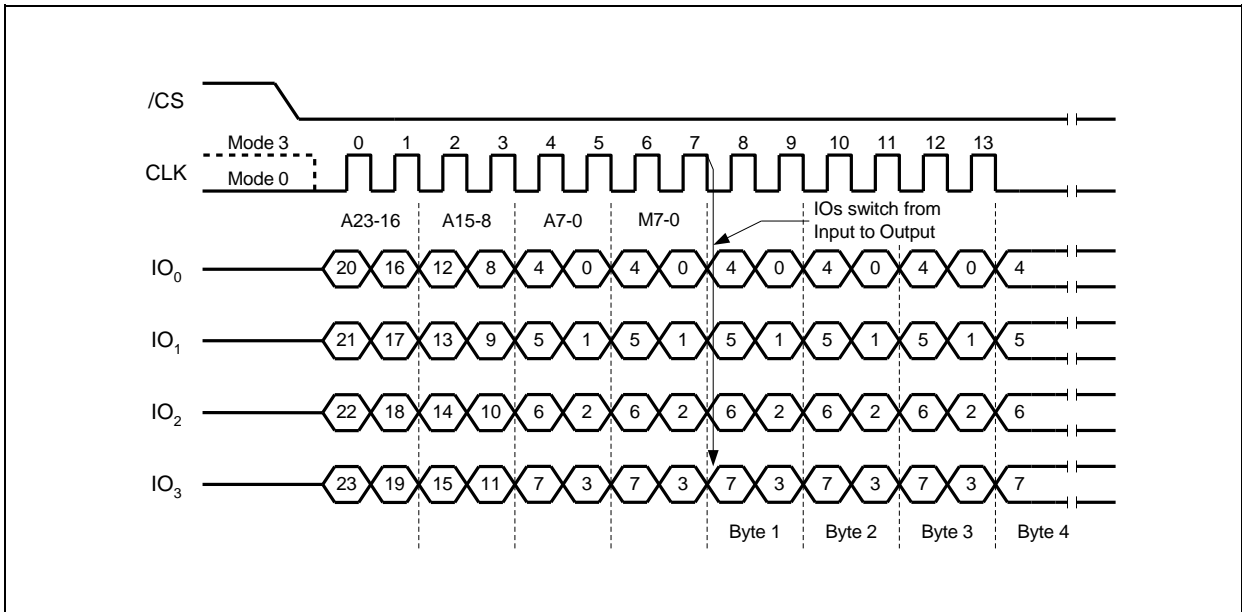 /CS
Mode 3 0 1 2 3 4 5 6 7 8 9 10 11 12 13
CLK
Mode 0
A23-16 A15-8 A7-0 M7-0
IOs switch from
Input to Output
IO0 20 16 12 8 4 0 4 0 4 0 4 0 4 0 4
IO1 21 17 13 9 5 1 5 1 5 1 5 1 5 1 5
IO2 22 18 14 10 6 2 6 2 6 2 6 2 6 2 6
IO3 23 19 15 11 7 3 7 3 7 3 7 3 7 3 7
Byte 1 Byte 2 Byte 3 Byte 4